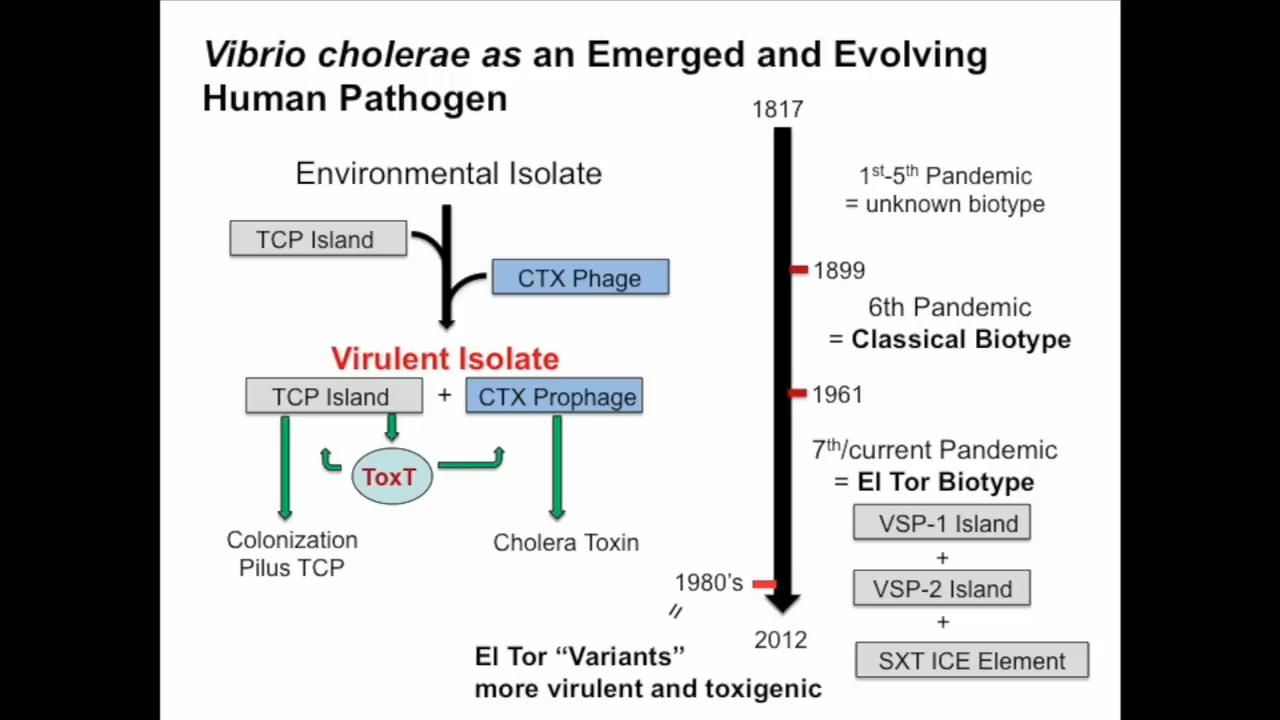 Vibrio cholerae as an Emerged and Evolving
Human Pathogen
Environmental Isolate
TCP Island
CTX Phage
Virulent Isolate
TCP Island + CTX Prophage
ToxT
Colonization
Pilus TCP
Cholera Toxin
1817
1st-5th Pandemic
= unknown biotype
1899
6th Pandemic
= Classical Biotype
1961
7th/current Pandemic
= El Tor Biotype
VSP-1 Island
+
VSP-2 Island
+
SXT ICE Element
1980's
=
2012
El Tor “Variants”
more virulent and toxigenic